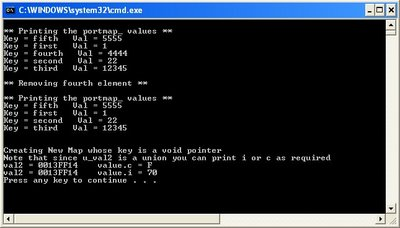 C:\WINDOWS\system32\cmd.exe
** Printing the portmap_ values **
Key = fifth Val = 5555
Key = first Val = 1
Key = fourth Val = 4444
Key = second Val = 22
Key = third Val = 12345
** Removing fourth element **
** Printing the portmap_ values **
Key = fifth Val = 5555
Key = first Val = 1
Key = second Val = 22
Key = third Val = 12345
Creating New Map whose key is a void pointer
Note that since u_val2 is a union you can print i or c as required
val2 = 0013FF14 value.c = F
val2 = 0013FF14 value.i = 70
Press any key to continue . . .